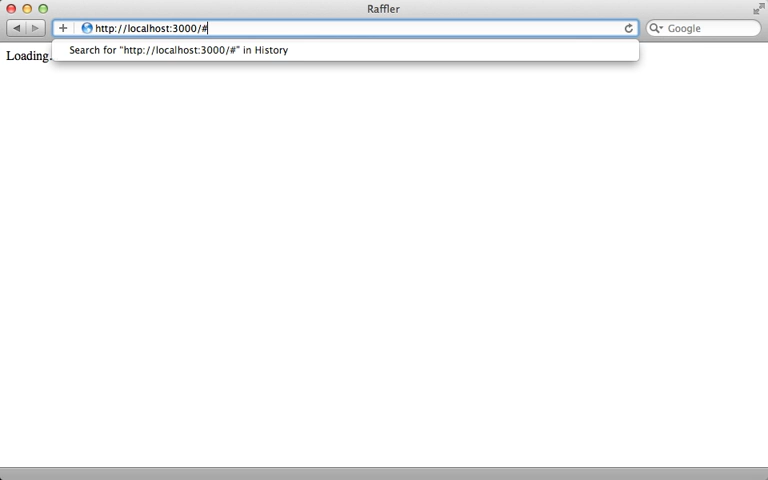 Raffler
http://localhost:3000/#
Google
Search for "http://localhost:3000/#" in History
Loading.